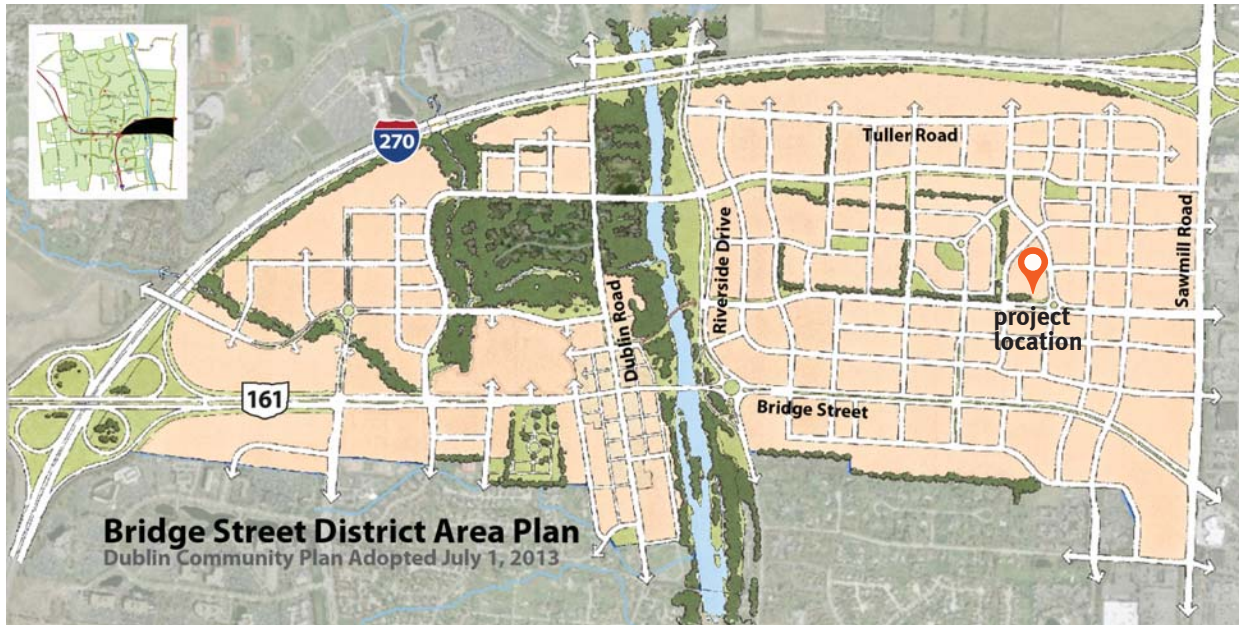 270
Tuller Road
Riverside Drive
Sawmill Road
Dublin Road
project
location
161
Bridge Street
Bridge Street District Area Plan
Dublin Community Plan Adopted July 1, 2013